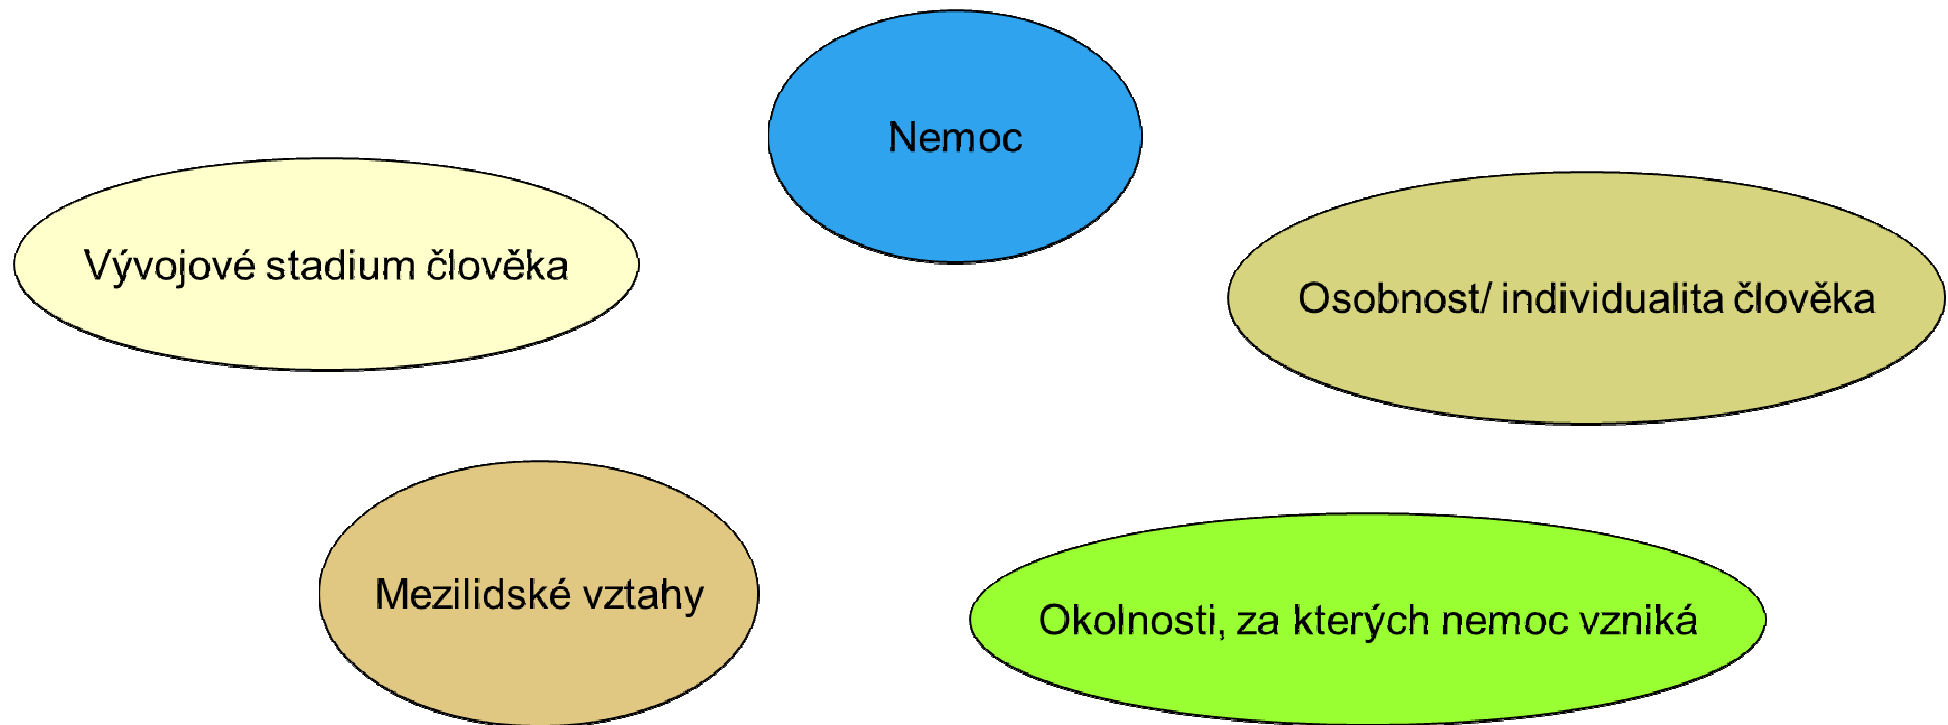 Nemoc
Vývojové stadium člověka
Osobnost/ individualita člověka
Mezilidské vztahy
Okolnosti, za kterých nemoc vzniká